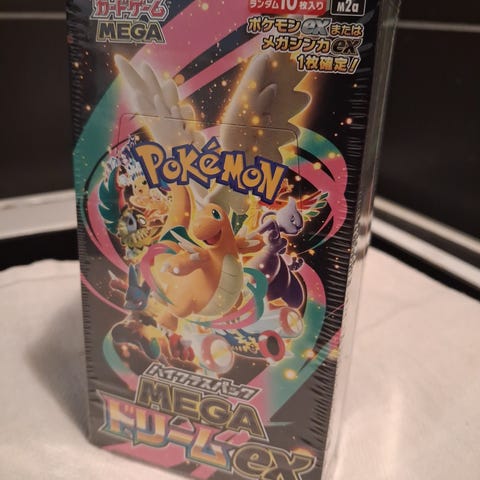 カードゲーム
MEGA
ランダム10枚入り
M2a
ポケモンexまたは
メガシンカex
1枚確定!
POKéMON
ハイクラスパック
MEGA
ドリームex